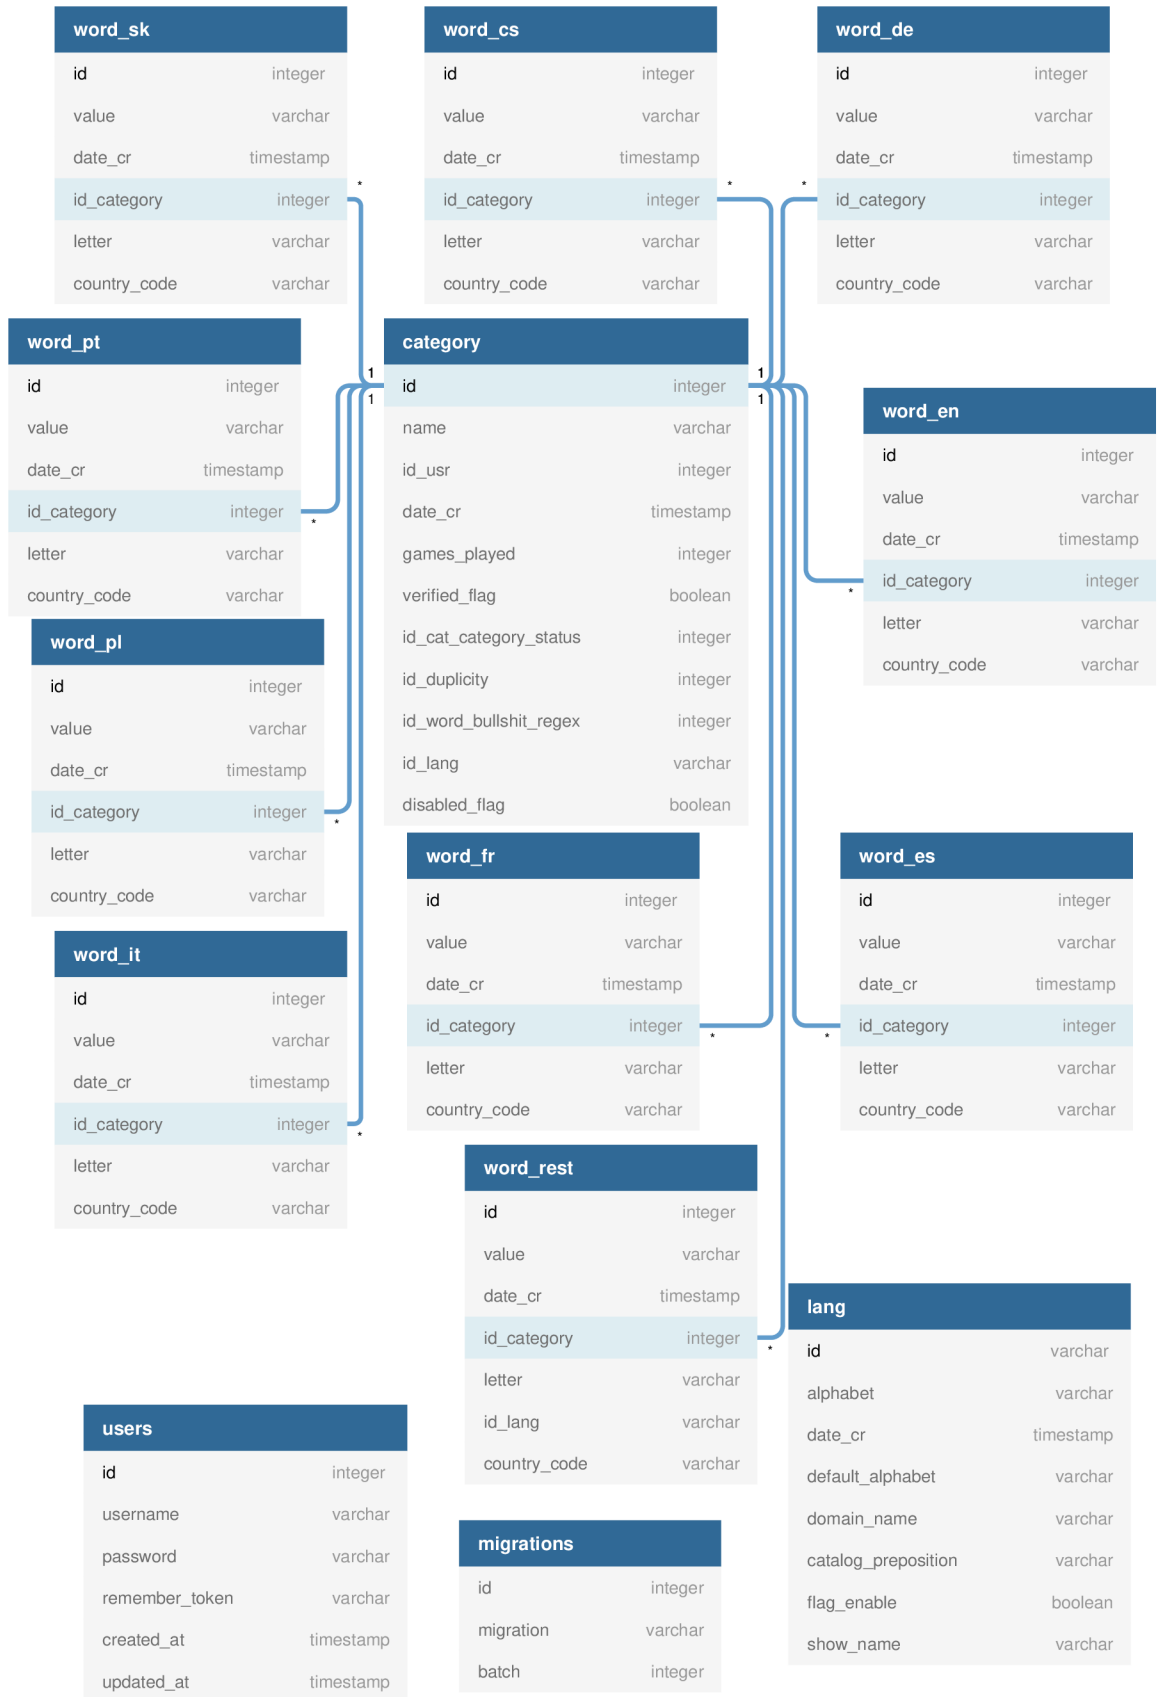 word_sk
id integer
value varchar
date_cr timestamp
id_category integer
letter varchar
country_code varchar
*
word_cs
id integer
value varchar
date_cr timestamp
id_category integer
letter varchar
country_code varchar
*
word_de
id integer
value varchar
date_cr timestamp
* id_category integer
letter varchar
country_code varchar
word_pt
id integer
value varchar
date_cr timestamp
id_category integer
*
letter varchar
country_code varchar
category
1 id integer 1
1 1
name varchar
id_usr integer
date_cr timestamp
games_played integer
verified_flag boolean
id_cat_category_status integer
id_duplicity integer
id_word_bullshit_regex integer
id_lang varchar
disabled_flag boolean
word_en
id integer
value varchar
date_cr timestamp
id_category integer
*
letter varchar
country_code varchar
word_pl
id integer
value varchar
date_cr timestamp
id_category integer
*
letter varchar
country_code varchar
word_fr
id integer
value varchar
date_cr timestamp
id_category integer
*
letter varchar
country_code varchar
word_es
id integer
value varchar
date_cr timestamp
id_category integer
*
letter varchar
country_code varchar
word_it
id integer
value varchar
date_cr timestamp
id_category integer
*
letter varchar
country_code varchar
word_rest
id integer
value varchar
date_cr timestamp
id_category integer
*
letter varchar
id_lang varchar
country_code varchar
lang
id varchar
alphabet varchar
date_cr timestamp
default_alphabet varchar
domain_name varchar
catalog_preposition varchar
flag_enable boolean
show_name varchar
users
id integer
username varchar
password varchar
remember_token varchar
created_at timestamp
updated_at timestamp
migrations
id integer
migration varchar
batch integer